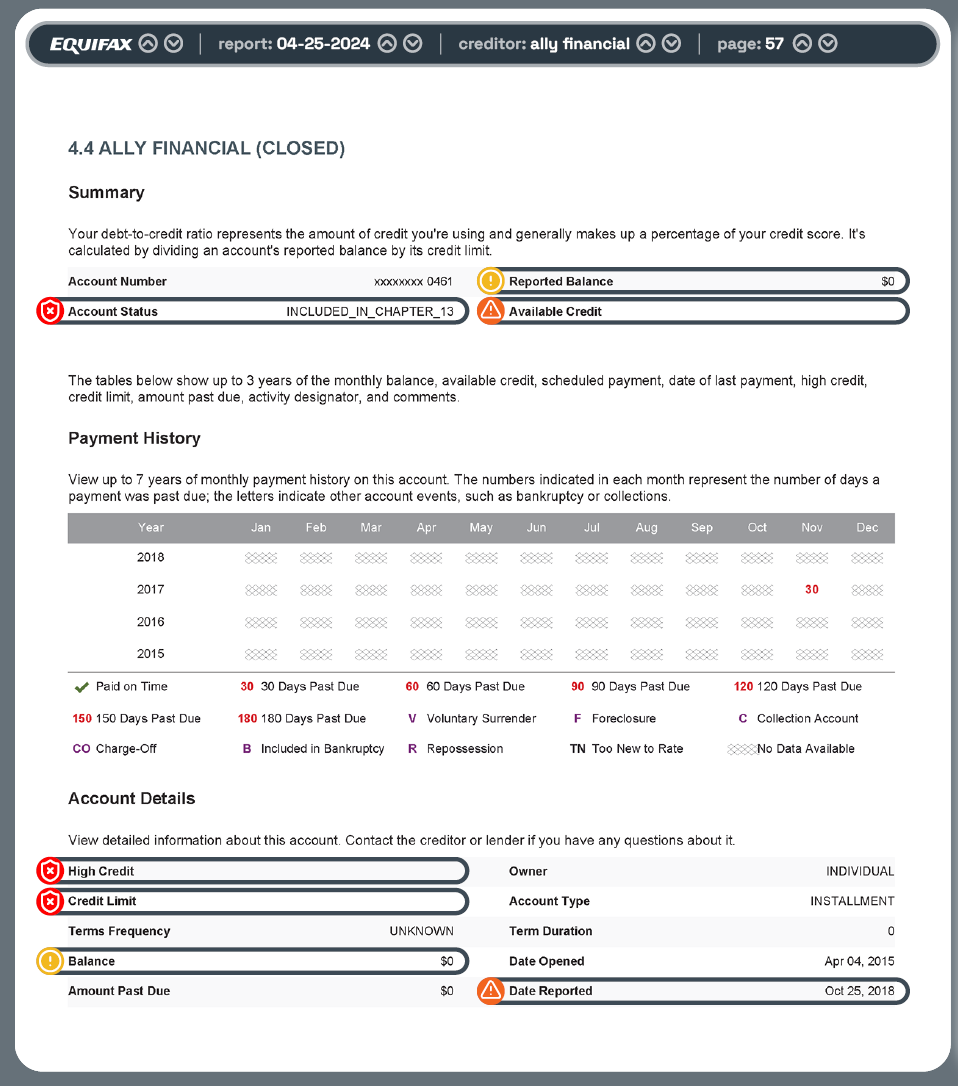 EQUIFAX | report: 04-25-2024 | creditor: ally financial | page: 57
4.4 ALLY FINANCIAL (CLOSED)
Summary
Your debt-to-credit ratio represents the amount of credit you're using and generally makes up a percentage of your credit score. It's
calculated by dividing an account's reported balance by its credit limit.
Account Number xxxxxxxx 0461 Reported Balance $0
Account Status INCLUDED_IN_CHAPTER_13 Available Credit
The tables below show up to 3 years of the monthly balance, available credit, scheduled payment, date of last payment, high credit,
credit limit, amount past due, activity designator, and comments.
Payment History
View up to 7 years of monthly payment history on this account. The numbers indicated in each month represent the number of days a
payment was past due; the letters indicate other account events, such as bankruptcy or collections.
Year Jan Feb Mar Apr May Jun Jul Aug Sep Oct Nov Dec
2018
2017 30
2016
2015
Paid on Time 30 30 Days Past Due 60 60 Days Past Due 90 90 Days Past Due 120 120 Days Past Due
150 150 Days Past Due 180 180 Days Past Due V Voluntary Surrender F Foreclosure C Collection Account
CO Charge-Off B Included in Bankruptcy R Repossession TN Too New to Rate No Data Available
Account Details
View detailed information about this account. Contact the creditor or lender if you have any questions about it.
High Credit Owner INDIVIDUAL
Credit Limit Account Type INSTALLMENT
Terms Frequency UNKNOWN Term Duration 0
Balance $0 Date Opened Apr 04, 2015
Amount Past Due $0 Date Reported Oct 25, 2018